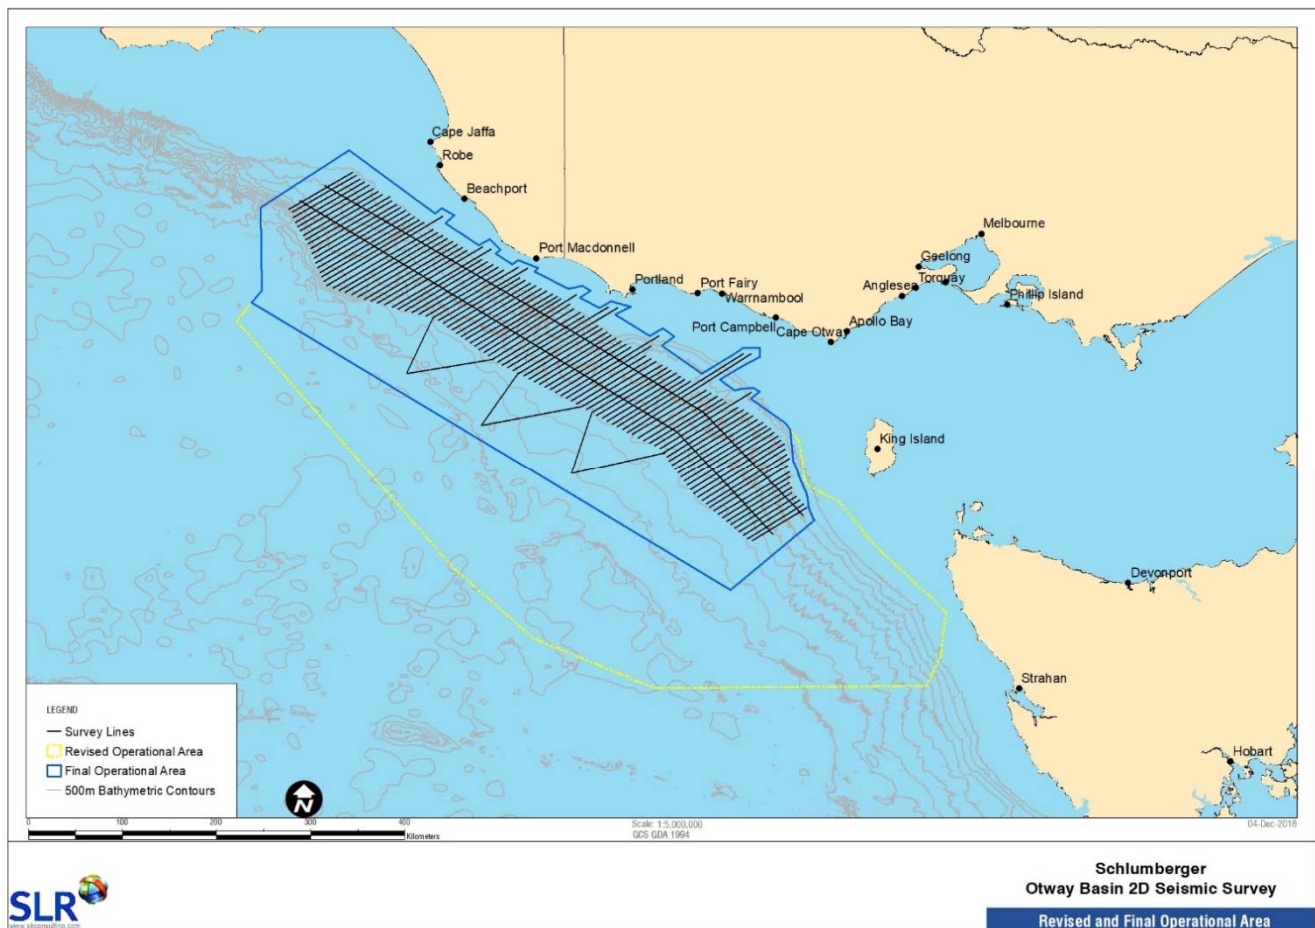 Cape Jaffa
Robe
Beachport
Melbourne
Port Macdonnell
Geelong
Portland
Port Fairy
Anglesea
Torquay
Warrnambool
Phillip Island
Port Campbell
Apollo Bay
Cape Otway
King Island
Devonport
Strahan
Hobart
LEGEND
Survey Lines
Revised Operational Area
Final Operational Area
500m Bathymetric Contours
N
0 100 200 300 400
Kilometers
Scale: 1:5,000,000
GCS GDA 1994
04-Dec-2018
Schlumberger
Otway Basin 2D Seismic Survey
Revised and Final Operational Area
SLR
www.slrconsulting.com